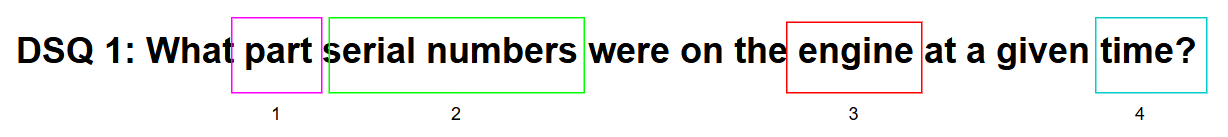 DSQ 1: What part serial numbers were on the engine at a given time?
1 2 3 4